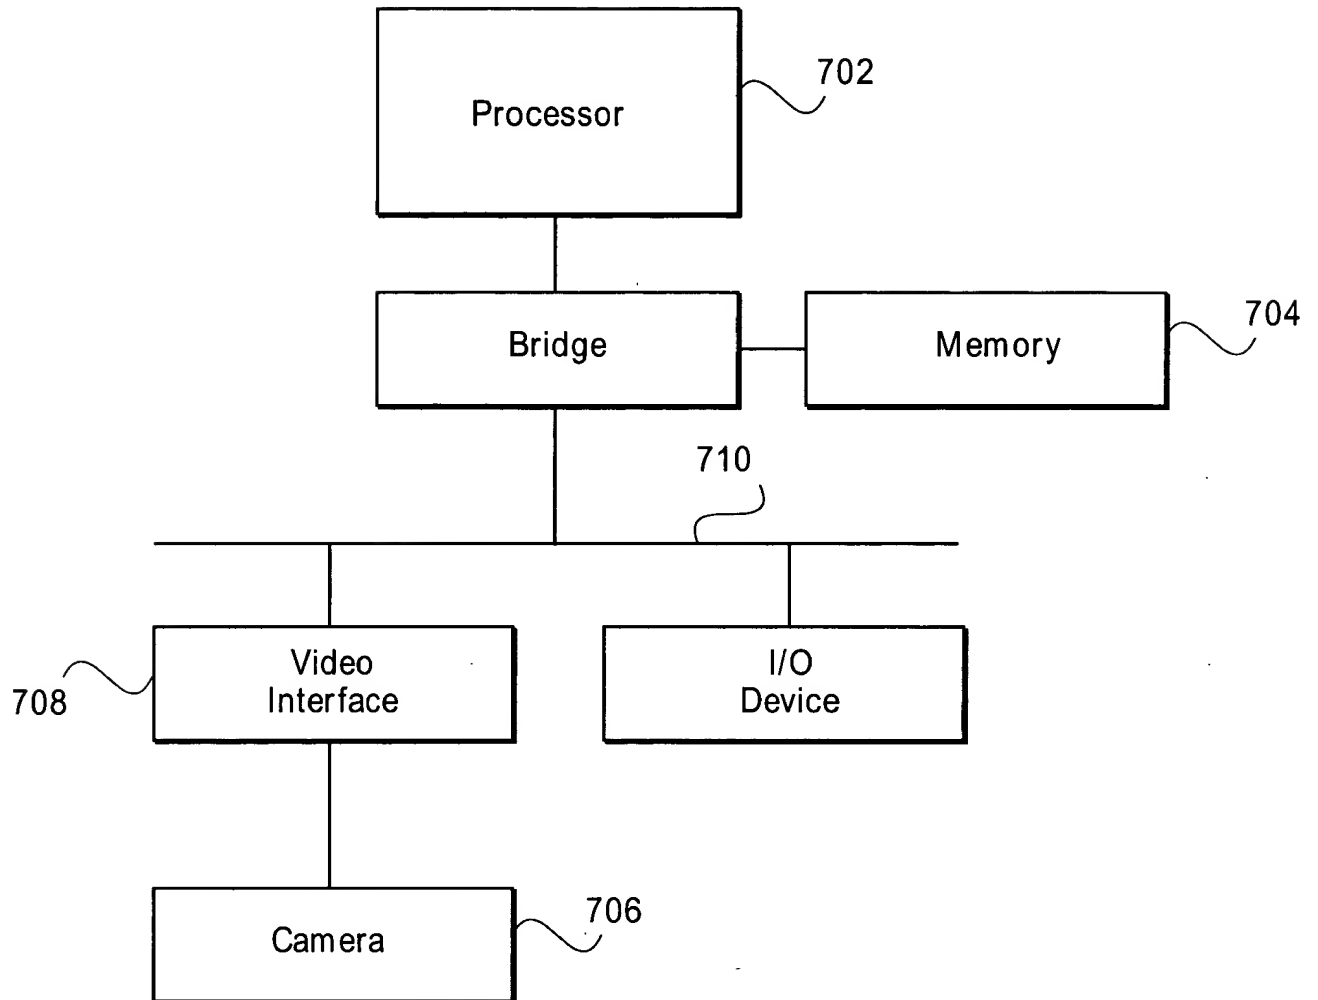 702
Processor
704
Bridge
Memory
710
Video
Interface
I/O
Device
708
706
Camera